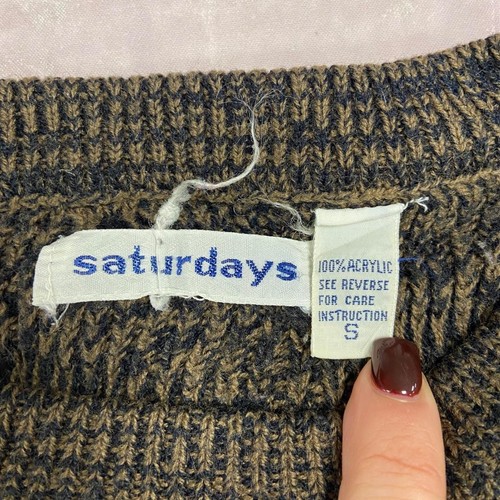 saturdays
100% ACRYLIC
SEE REVERSE
FOR CARE
INSTRUCTION
S